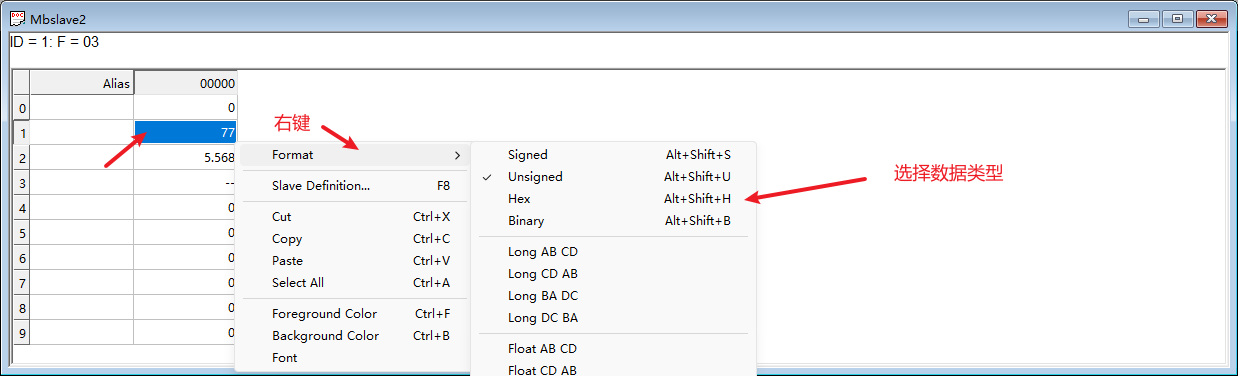 Mbslave2
ID = 1: F = 03
Alias 00000
0 0
1 77
2 5.568
3 --
4 0
5 0
6 0
7 0
8 0
9 0
右键
Format
Slave Definition... F8
Cut Ctrl+X
Copy Ctrl+C
Paste Ctrl+V
Select All Ctrl+A
Foreground Color Ctrl+F
Background Color Ctrl+B
Font
Signed Alt+Shift+S
Unsigned Alt+Shift+U
Hex Alt+Shift+H
Binary Alt+Shift+B
Long AB CD
Long CD AB
Long BA DC
Long DC BA
Float AB CD
Float CD AB
选择数据类型